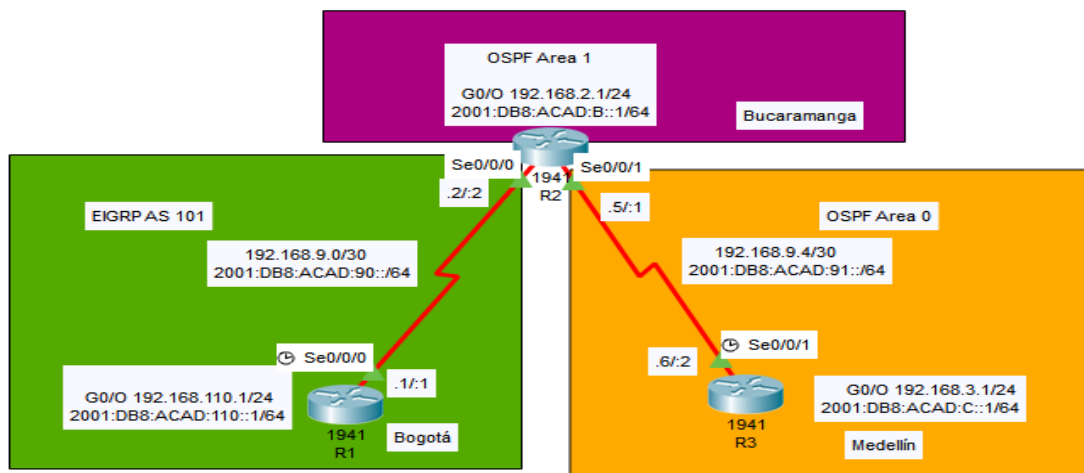 OSPF Area 1
G0/O 192.168.2.1/24
2001:DB8:ACAD:B::1/64
Bucaramanga
Se0/0/0
Se0/0/1
1941
R2
.2/:2
.5/:1
EIGRP AS 101
OSPF Area 0
192.168.9.0/30
2001:DB8:ACAD:90::/64
192.168.9.4/30
2001:DB8:ACAD:91::/64
Se0/0/0
Se0/0/1
.1/:1
.6/:2
G0/O 192.168.110.1/24
2001:DB8:ACAD:110::1/64
1941
R1
Bogotá
G0/O 192.168.3.1/24
2001:DB8:ACAD:C::1/64
1941
R3
Medellín